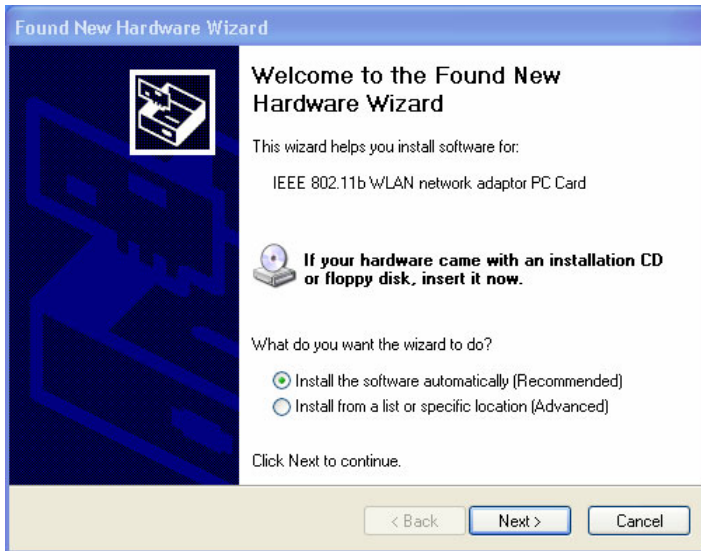 Found New Hardware Wizard
Welcome to the Found New
Hardware Wizard
This wizard helps you install software for:
IEEE 802.11b WLAN network adaptor PC Card
If your hardware came with an installation CD
or floppy disk, insert it now.
What do you want the wizard to do?
Install the software automatically (Recommended)
Install from a list or specific location (Advanced)
Click Next to continue.
< Back Next > Cancel